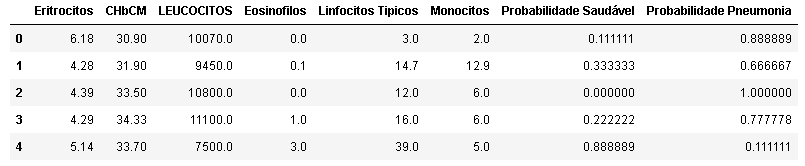 Eritrocitos CHbCM LEUCOCITOS Eosinofilos Linfocitos Tipicos Monocitos Probabilidade Saudável Probabilidade Pneumonia
0 6.18 30.90 10070.0 0.0 3.0 2.0 0.111111 0.888889
1 4.28 31.90 9450.0 0.1 14.7 12.9 0.333333 0.666667
2 4.39 33.50 10800.0 0.0 12.0 6.0 0.000000 1.000000
3 4.29 34.33 11100.0 1.0 16.0 6.0 0.222222 0.777778
4 5.14 33.70 7500.0 3.0 39.0 5.0 0.888889 0.111111